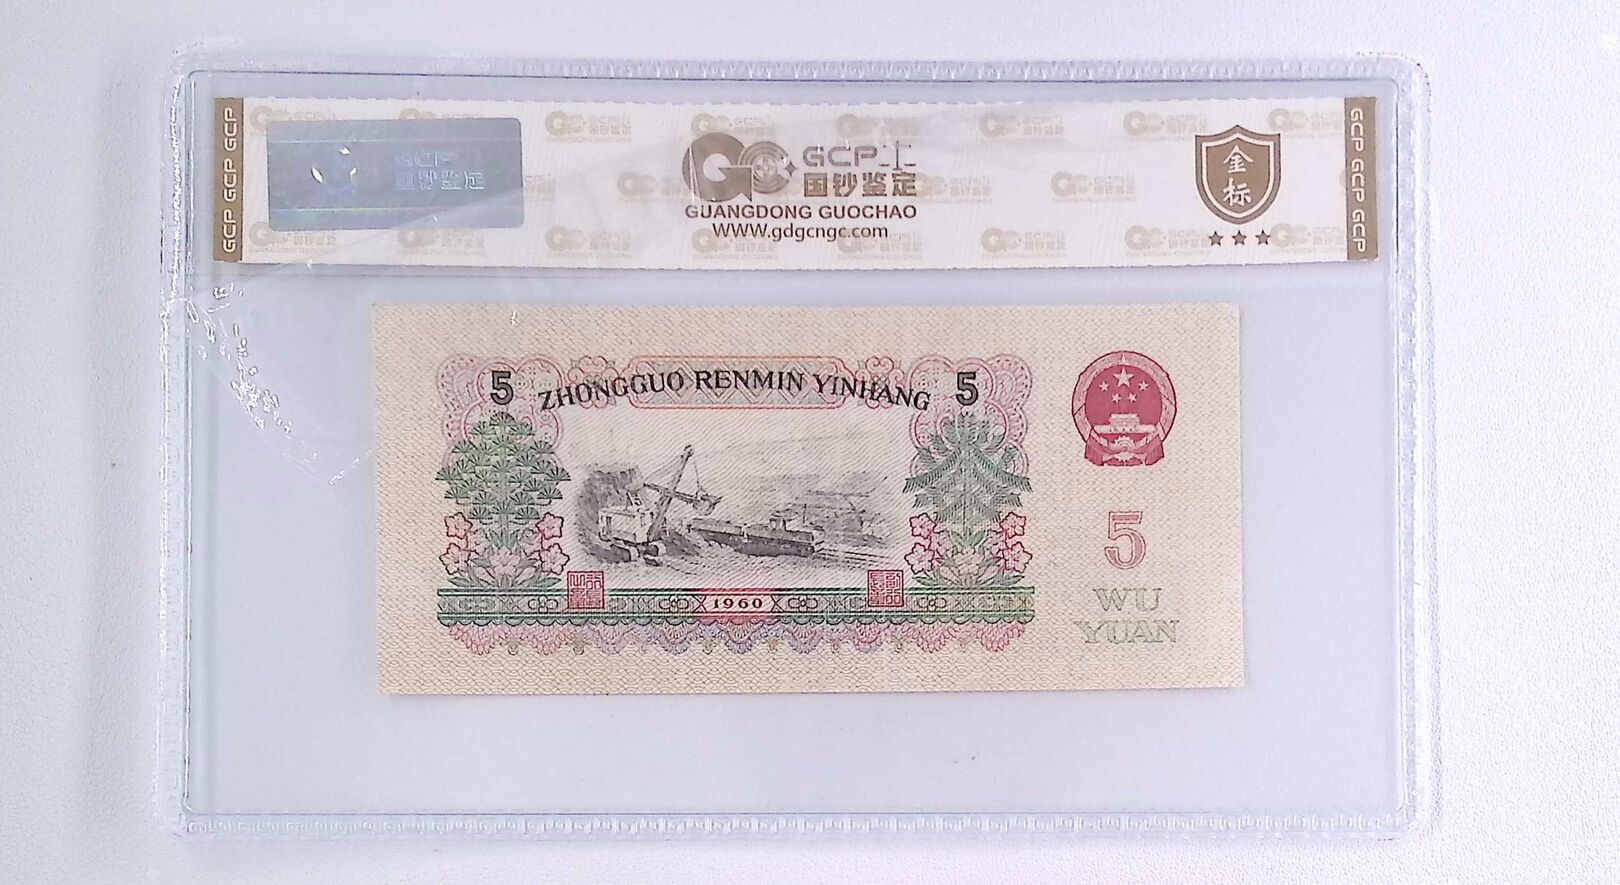 GCP GCP GCP
GCP
国钞鉴定
GCP
国钞鉴定
GUANGDONG GUOCHAO
WWW.gdgcngc.com
金标
GCP GCP GCP
5 ZHONGGUO RENMIN YINHANG 5
1960
5
WU
YUAN